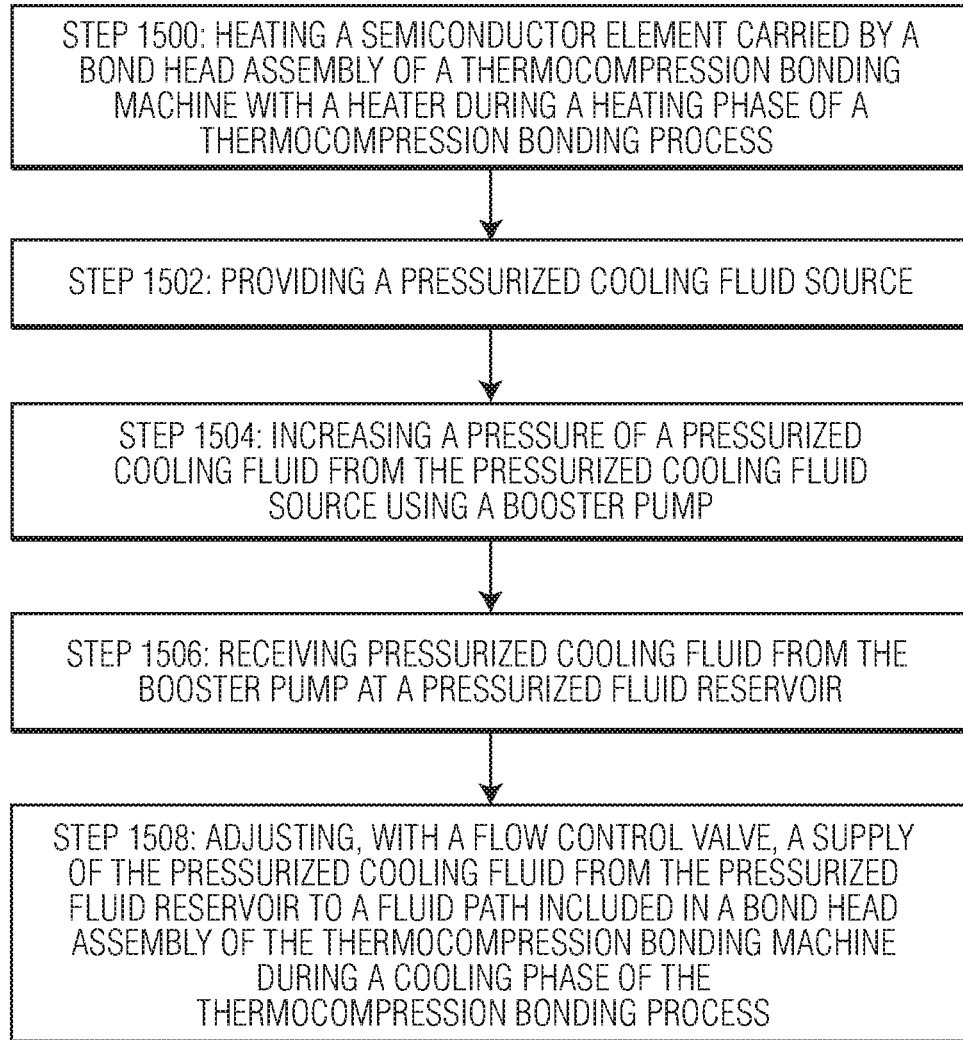 STEP 1500: HEATING A SEMICONDUCTOR ELEMENT CARRIED BY A
BOND HEAD ASSEMBLY OF A THERMOCOMPRESSION BONDING
MACHINE WITH A HEATER DURING A HEATING PHASE OF A
THERMOCOMPRESSION BONDING PROCESS
STEP 1502: PROVIDING A PRESSURIZED COOLING FLUID SOURCE
STEP 1504: INCREASING A PRESSURE OF A PRESSURIZED
COOLING FLUID FROM THE PRESSURIZED COOLING FLUID
SOURCE USING A BOOSTER PUMP
STEP 1506: RECEIVING PRESSURIZED COOLING FLUID FROM THE
BOOSTER PUMP AT A PRESSURIZED FLUID RESERVOIR
STEP 1508: ADJUSTING, WITH A FLOW CONTROL VALVE, A SUPPLY
OF THE PRESSURIZED COOLING FLUID FROM THE PRESSURIZED
FLUID RESERVOIR TO A FLUID PATH INCLUDED IN A BOND HEAD
ASSEMBLY OF THE THERMOCOMPRESSION BONDING MACHINE
DURING A COOLING PHASE OF THE
THERMOCOMPRESSION BONDING PROCESS